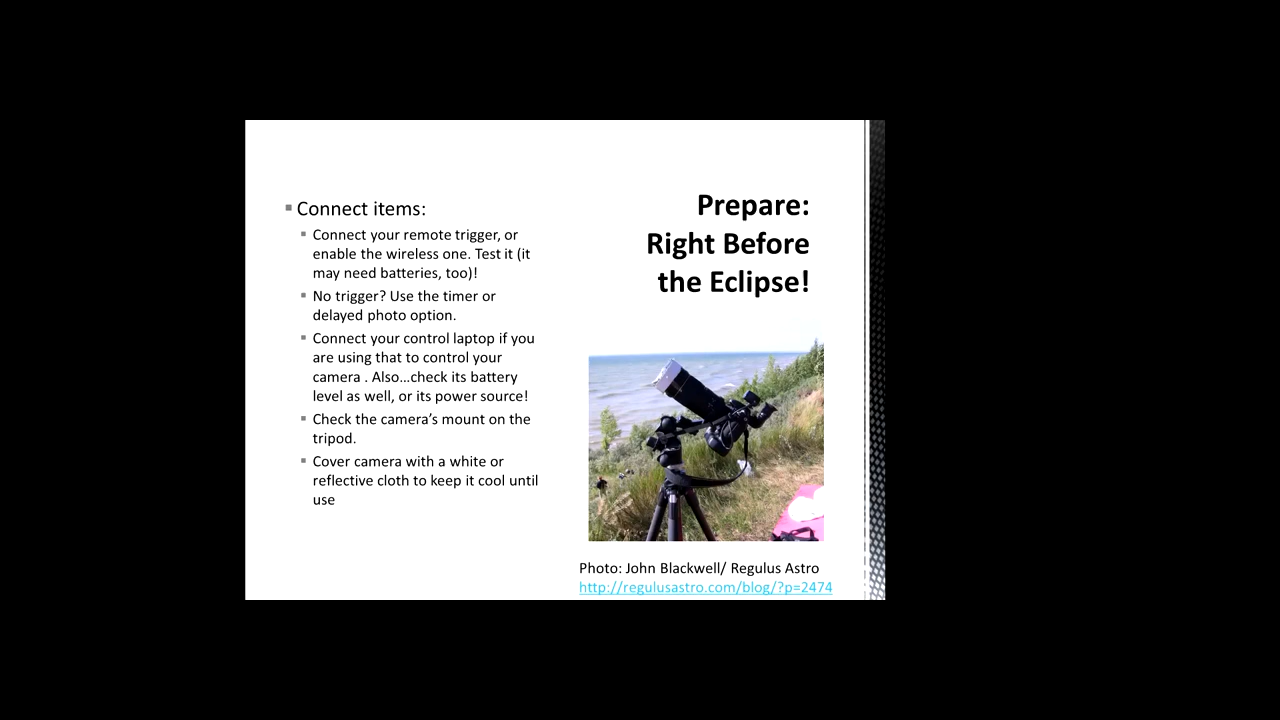 Connect items:
Connect your remote trigger, or
enable the wireless one. Test it (it
may need batteries, too)!
No trigger? Use the timer or
delayed photo option.
Connect your control laptop if you
are using that to control your
camera . Also…check its battery
level as well, or its power source!
Check the camera’s mount on the
tripod.
Cover camera with a white or
reflective cloth to keep it cool until
use
Prepare:
Right Before
the Eclipse!
Photo: John Blackwell/ Regulus Astro
http://regulusastro.com/blog/?p=2474